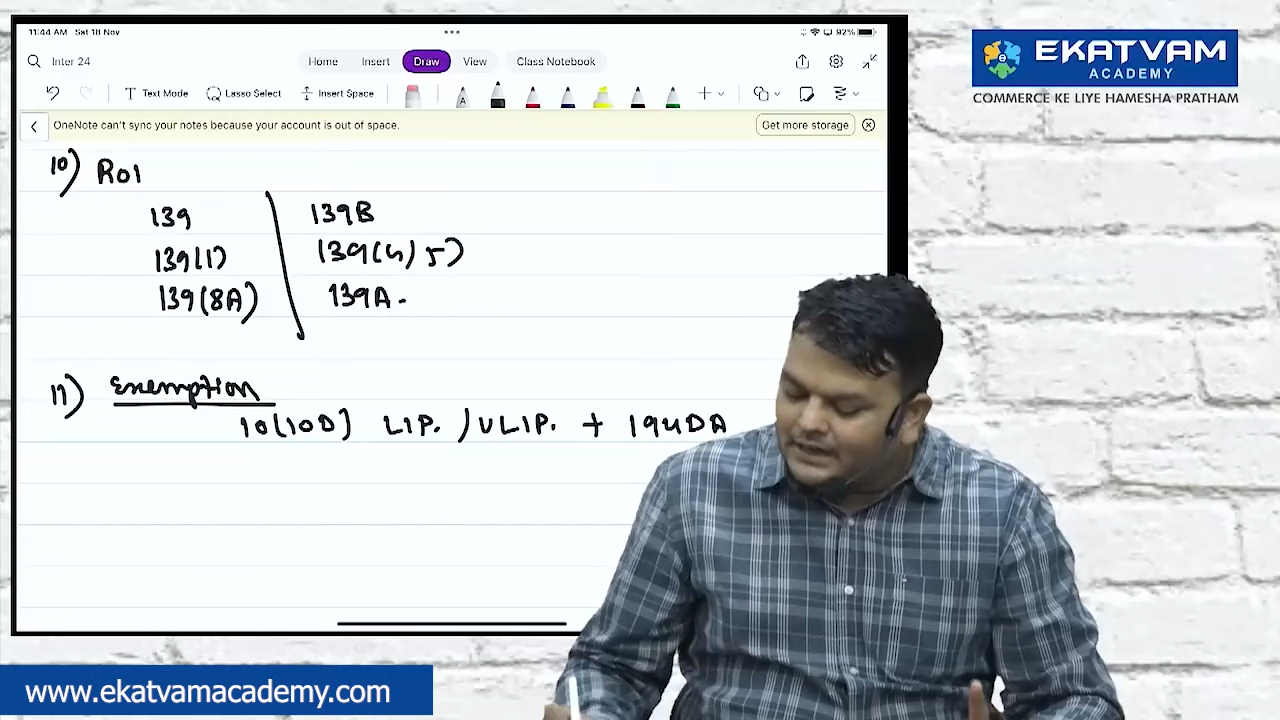 11:44 AM Sat 18 Nov
92%
Inter 24
Home Insert Draw View Class Notebook
Text Mode Lasso Select Insert Space
OneNote can't sync your notes because your account is out of space. Get more storage
10) ROI
139 139B
139(1) 139(4/5)
139(8A) 139A.
11) Exemption
10(10D) LIP. / ULIP. + 194DA
EKATVAM
ACADEMY
COMMERCE KE LIYE HAMESHA PRATHAM
www.ekatvamacademy.com